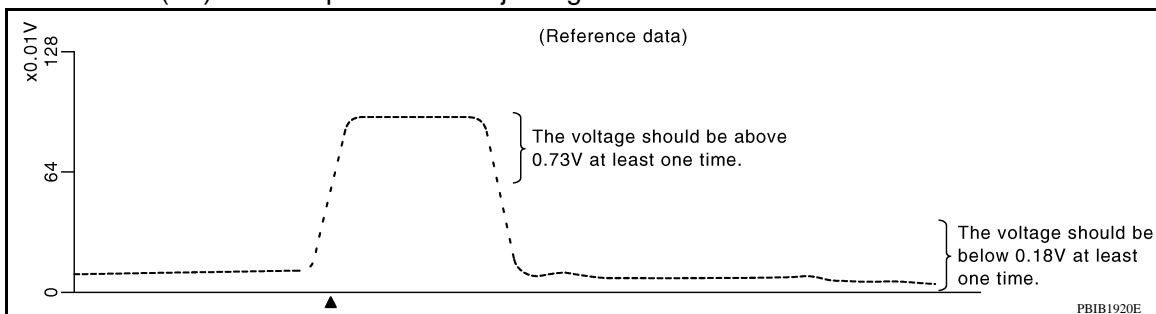 (Reference data)
x0.01V
128
64
0
The voltage should be above
0.73V at least one time.
The voltage should be
below 0.18V at least
one time.
PBIB1920E